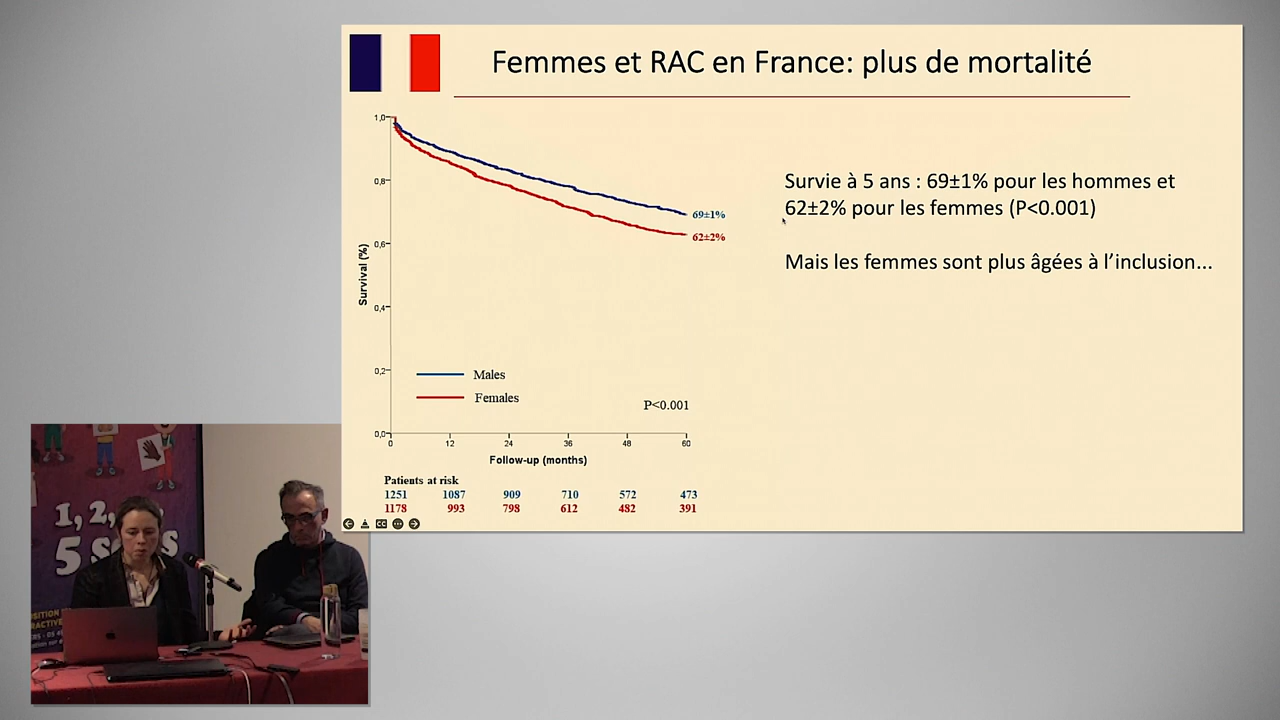 Femmes et RAC en France: plus de mortalité
1,0
0,8
0,6
0,4
0,2
0,0
Survival (%)
69±1%
62±2%
Males
Females
P<0.001
0 12 24 36 48 60
Follow-up (months)
Patients at risk
1251 1087 909 710 572 473
1178 993 798 612 482 391
CC
Survie à 5 ans : 69±1% pour les hommes et
62±2% pour les femmes (P<0.001)
Mais les femmes sont plus âgées à l’inclusion...
1, 2,
5